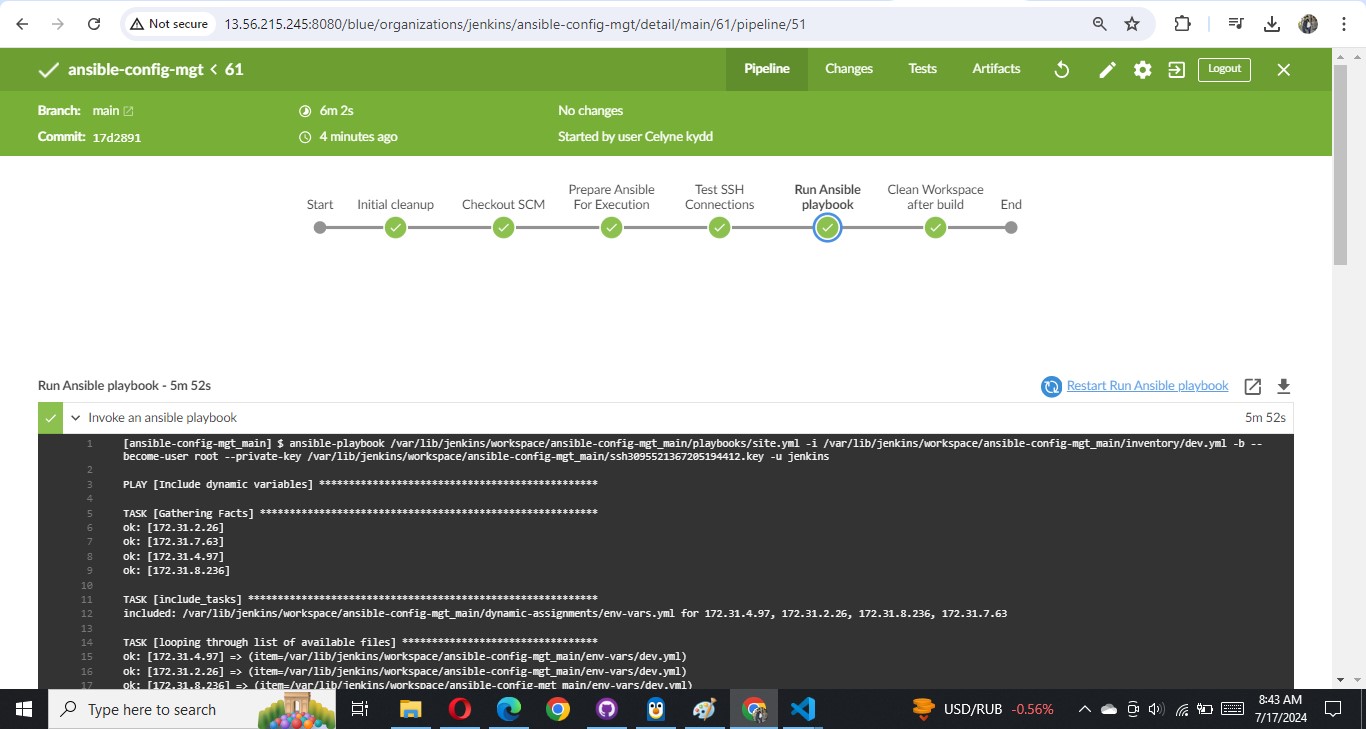 Not secure
13.56.215.245:8080/blue/organizations/jenkins/ansible-config-mgt/detail/main/61/pipeline/51
ansible-config-mgt < 61
Pipeline
Changes
Tests
Artifacts
Logout
Branch: main
6m 2s
No changes
Commit: 17d2891
4 minutes ago
Started by user Celyne kydd
Start
Initial cleanup
Checkout SCM
Prepare Ansible
For Execution
Test SSH
Connections
Run Ansible
playbook
Clean Workspace
after build
End
Run Ansible playbook - 5m 52s
Restart Run Ansible playbook
Invoke an ansible playbook
5m 52s
1 [ansible-config-mgt_main] $ ansible-playbook /var/lib/jenkins/workspace/ansible-config-mgt_main/playbooks/site.yml -i /var/lib/jenkins/workspace/ansible-config-mgt_main/inventory/dev.yml -b --
become-user root --private-key /var/lib/jenkins/workspace/ansible-config-mgt_main/ssh3095521367205194412.key -u jenkins
2
3 PLAY [Include dynamic variables] ***********************************************
4
5 TASK [Gathering Facts] *********************************************************
6 ok: [172.31.2.26]
7 ok: [172.31.7.63]
8 ok: [172.31.4.97]
9 ok: [172.31.8.236]
10
11 TASK [include_tasks] ***********************************************************
12 included: /var/lib/jenkins/workspace/ansible-config-mgt_main/dynamic-assignments/env-vars.yml for 172.31.4.97, 172.31.2.26, 172.31.8.236, 172.31.7.63
13
14 TASK [looping through list of available files] *********************************
15 ok: [172.31.4.97] => (item=/var/lib/jenkins/workspace/ansible-config-mgt_main/env-vars/dev.yml)
16 ok: [172.31.2.26] => (item=/var/lib/jenkins/workspace/ansible-config-mgt_main/env-vars/dev.yml)
17 ok: [172.31.8.236] => (item=/var/lib/jenkins/workspace/ansible-config-mgt_main/env-vars/dev.yml)
Type here to search
USD/RUB -0.56%
8:43 AM
7/17/2024